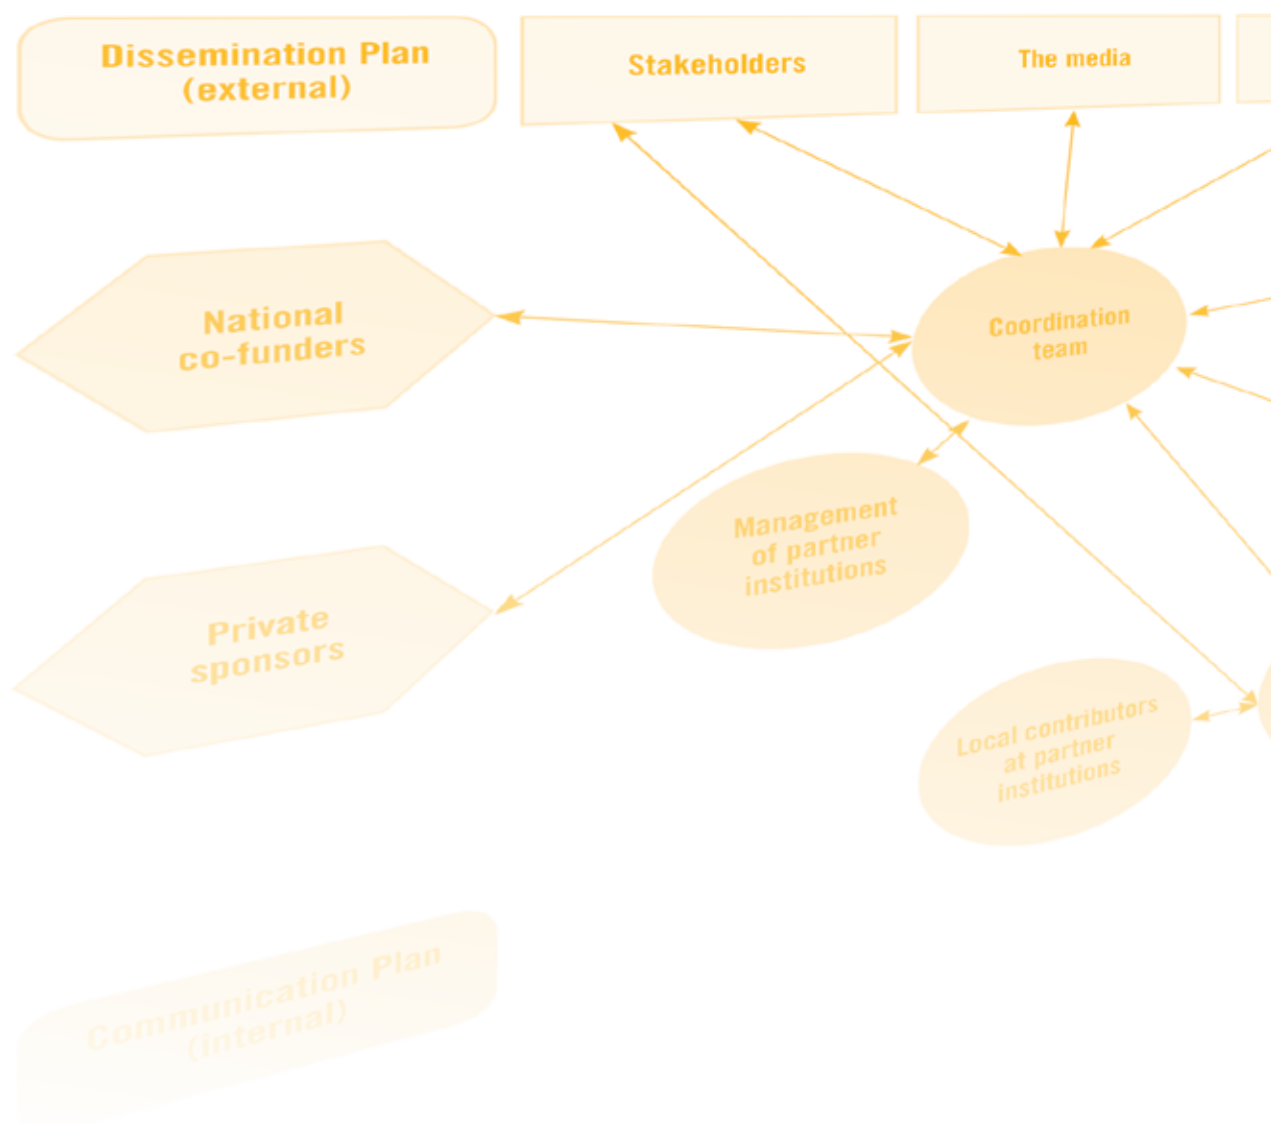 Dissemination Plan
(external)
Stakeholders
The media
National
co-funders
Coordination
team
Management
of partner
institutions
Private
sponsors
Local contributors
at partner
institutions
Communication Plan
(internal)